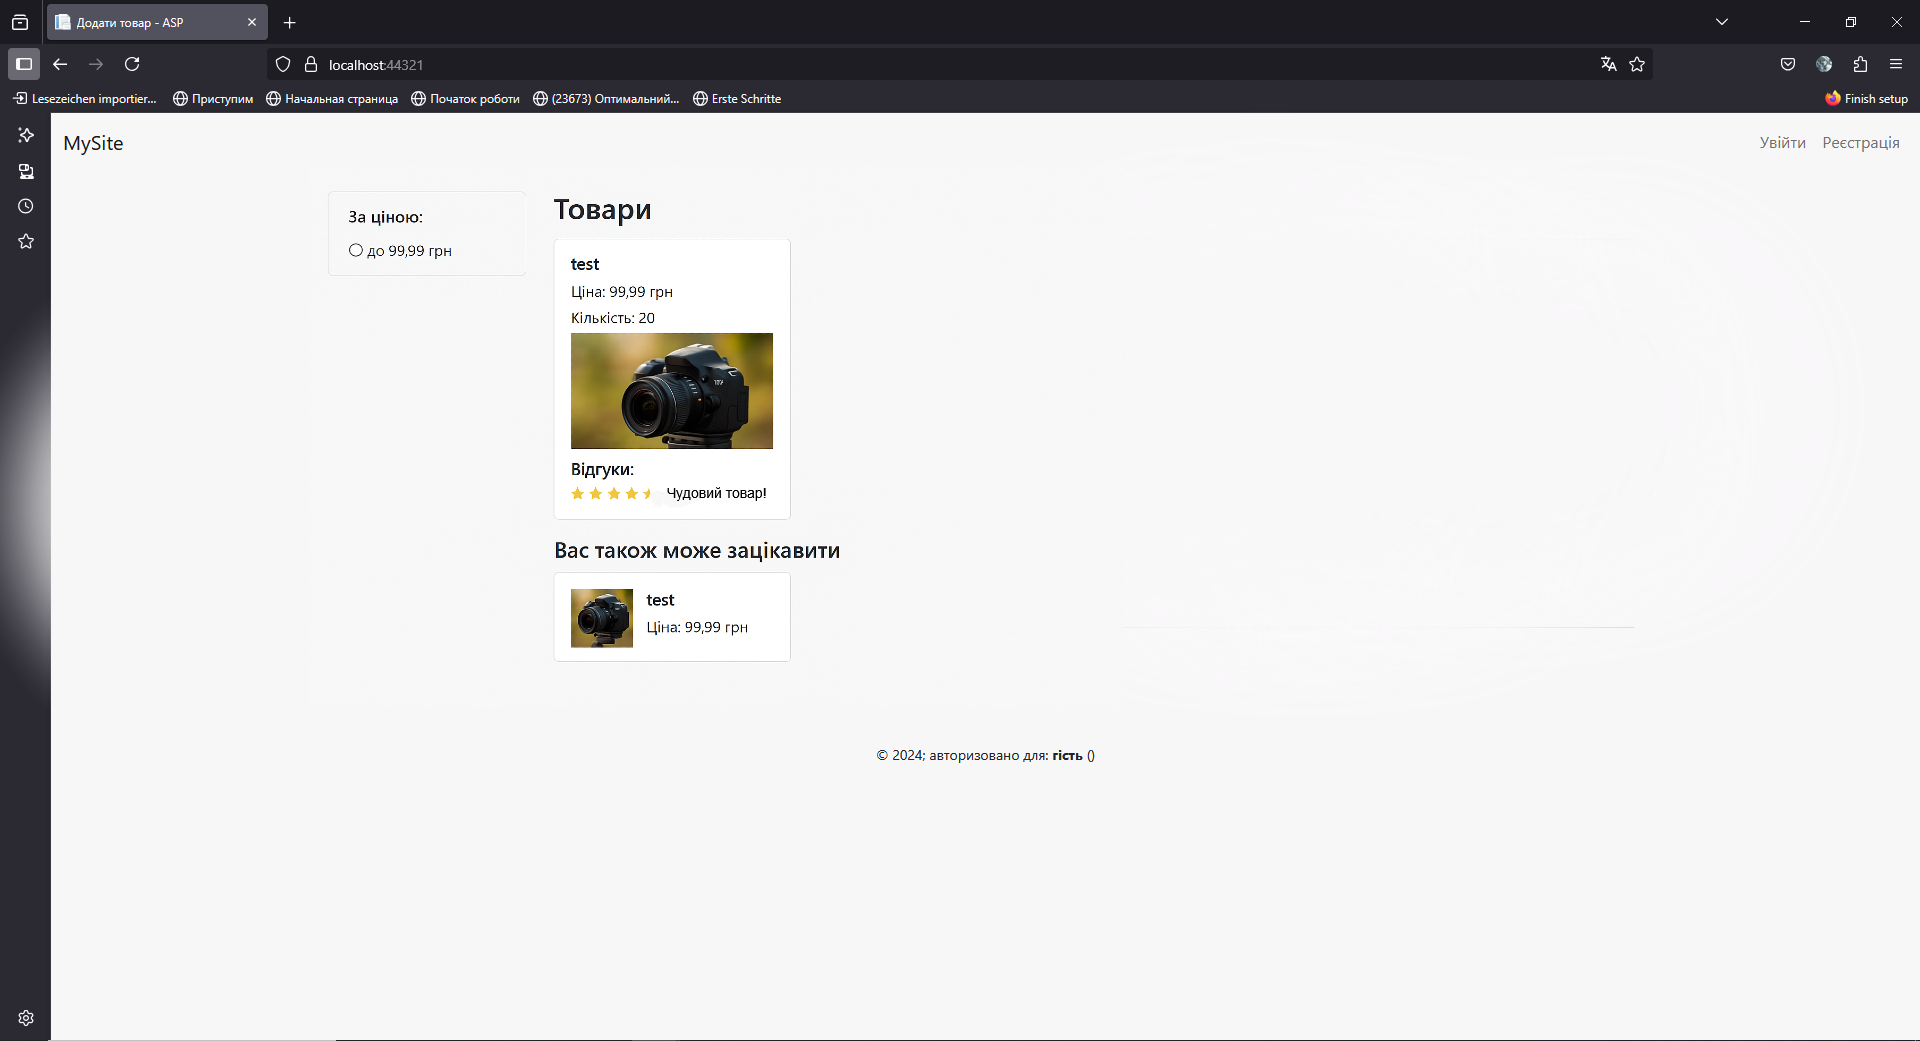 Додати товар - ASP
localhost:44321
Lesezeichen importier...
Приступим
Начальная страница
Початок роботи
(23673) Оптимальний...
Erste Schritte
Finish setup
MySite
Увійти
Реєстрація
За ціною:
до 99,99 грн
Товари
test
Ціна: 99,99 грн
Кількість: 20
Відгуки:
Чудовий товар!
Вас також може зацікавити
test
Ціна: 99,99 грн
© 2024; авторизовано для: гість ()